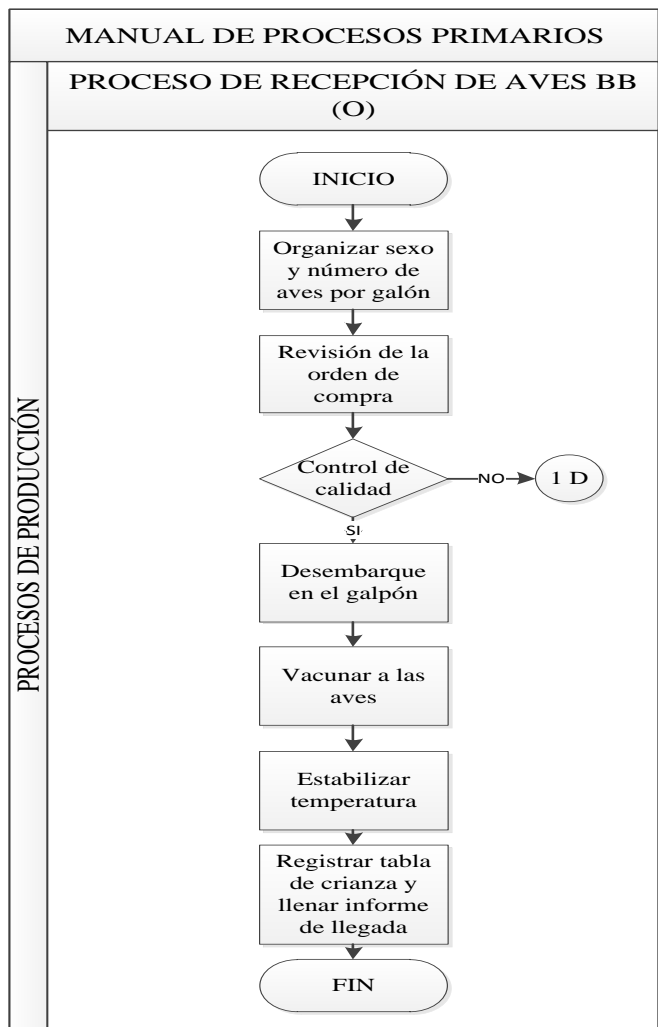 MANUAL DE PROCESOS PRIMARIOS
PROCESO DE RECEPCIÓN DE AVES BB
(O)
PROCESOS DE PRODUCCIÓN
INICIO
Organizar sexo
y número de
aves por galón
Revisión de la
orden de
compra
Control de
calidad
NO
1 D
SI
Desembarque
en el galpón
Vacunar a las
aves
Estabilizar
temperatura
Registrar tabla
de crianza y
llenar informe
de llegada
FIN